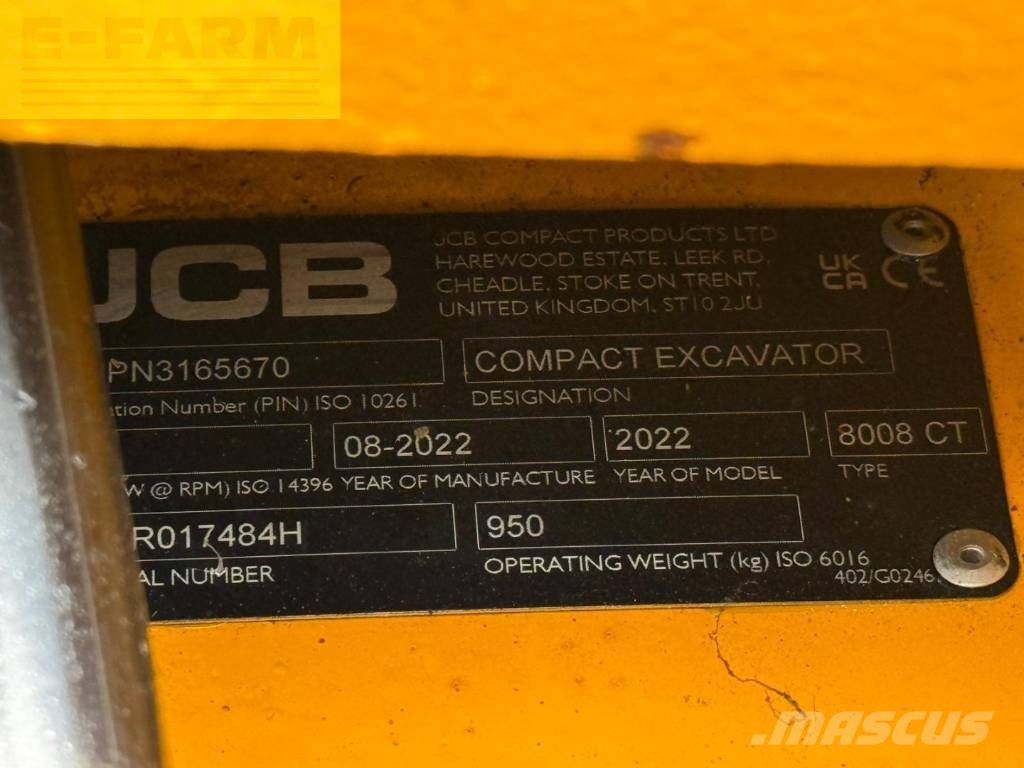 E-FARM
JCB
JCB COMPACT PRODUCTS LTD
HAREWOOD ESTATE, LEEK RD,
CHEADLE, STOKE ON TRENT,
UNITED KINGDOM, ST10 2JU
UK
CA CE
PN3165670
COMPACT EXCAVATOR
ation Number (PIN) ISO 10261
DESIGNATION
08-2022
2022
8008 CT
W @ RPM) ISO 14396
YEAR OF MANUFACTURE
YEAR OF MODEL
TYPE
R017484H
950
AL NUMBER
OPERATING WEIGHT (kg) ISO 6016
402/G0246
MASCUS